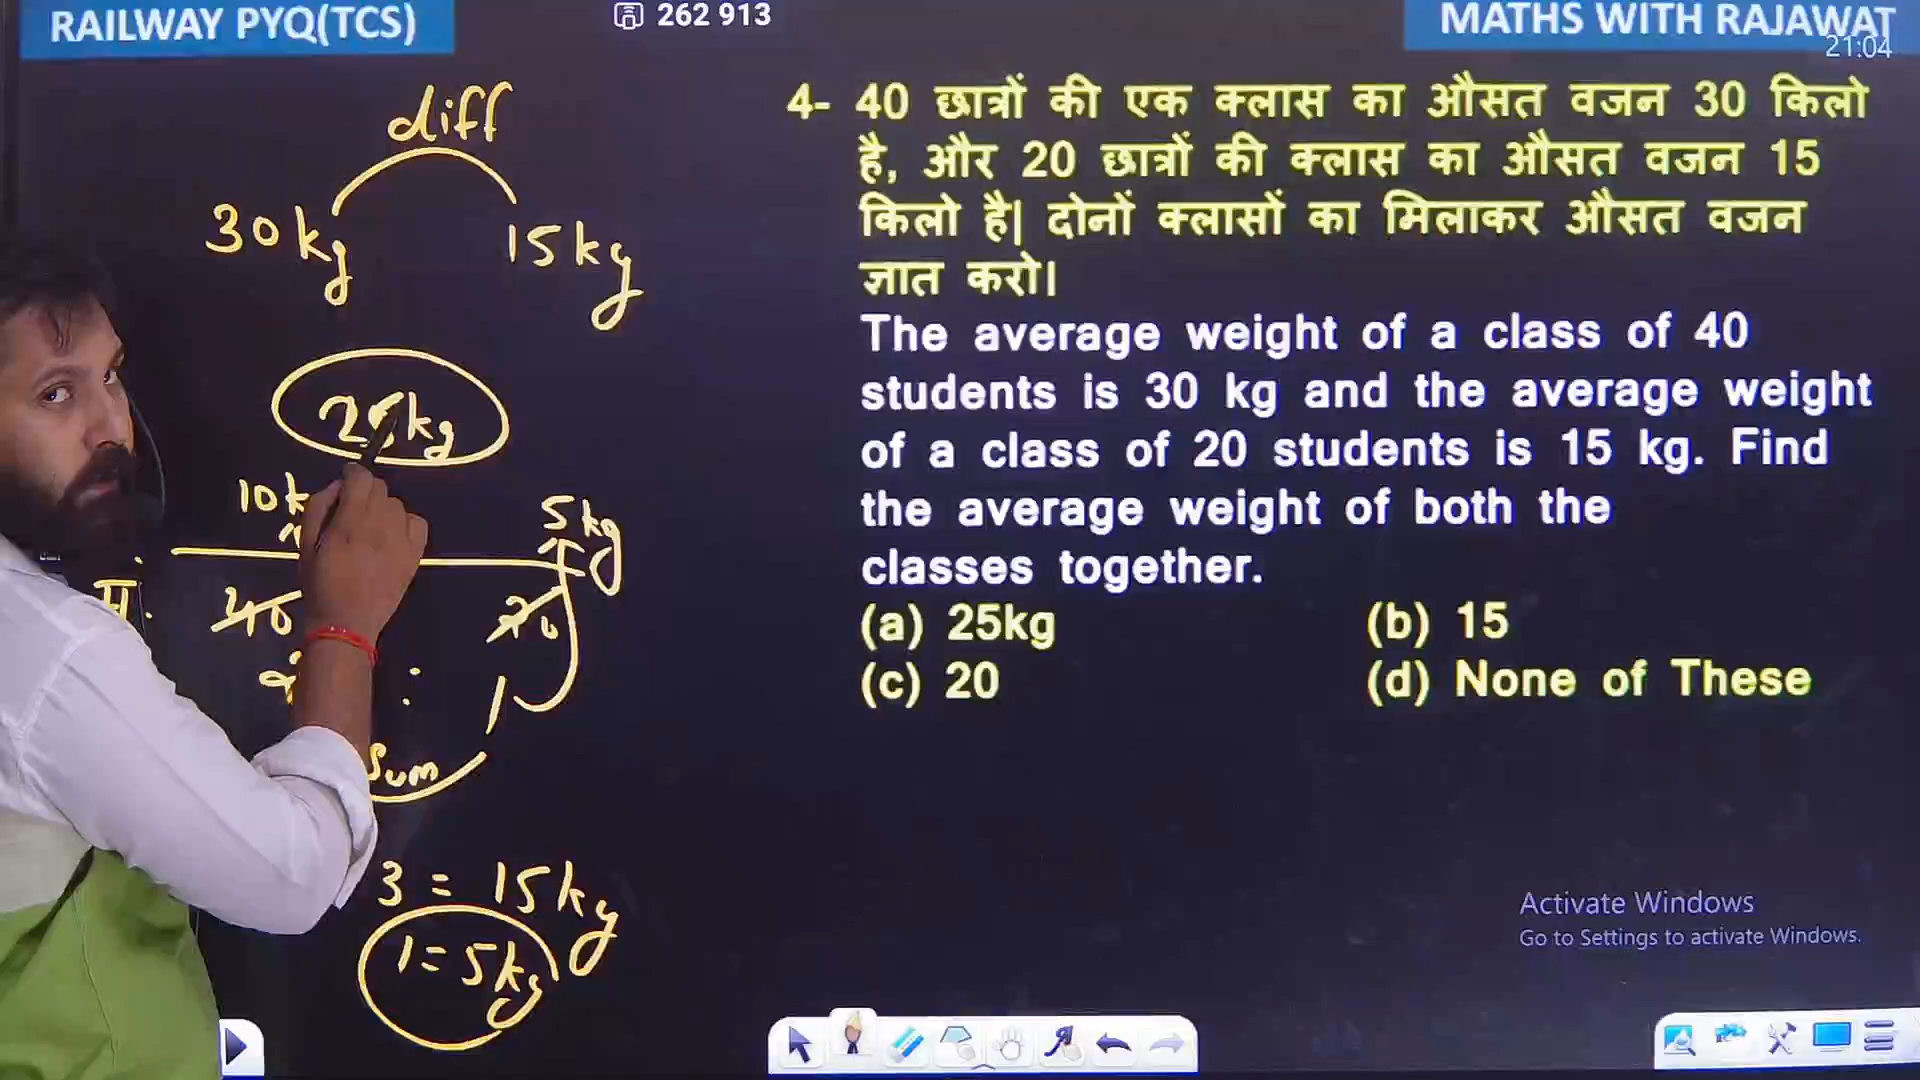 RAILWAY PYQ(TCS)
262 913
MATHS WITH RAJAWAT
21:04
diff
30kg
15kg
25kg
10k
5kg
40
20
:
1
Sum
3 = 15kg
1 = 5kg
4- 40 छात्रों की एक क्लास का औसत वजन 30 किलो
है, और 20 छात्रों की क्लास का औसत वजन 15
किलो है| दोनों क्लासों का मिलाकर औसत वजन
ज्ञात करो।
The average weight of a class of 40
students is 30 kg and the average weight
of a class of 20 students is 15 kg. Find
the average weight of both the
classes together.
(a) 25kg (b) 15
(c) 20 (d) None of These
Activate Windows
Go to Settings to activate Windows.